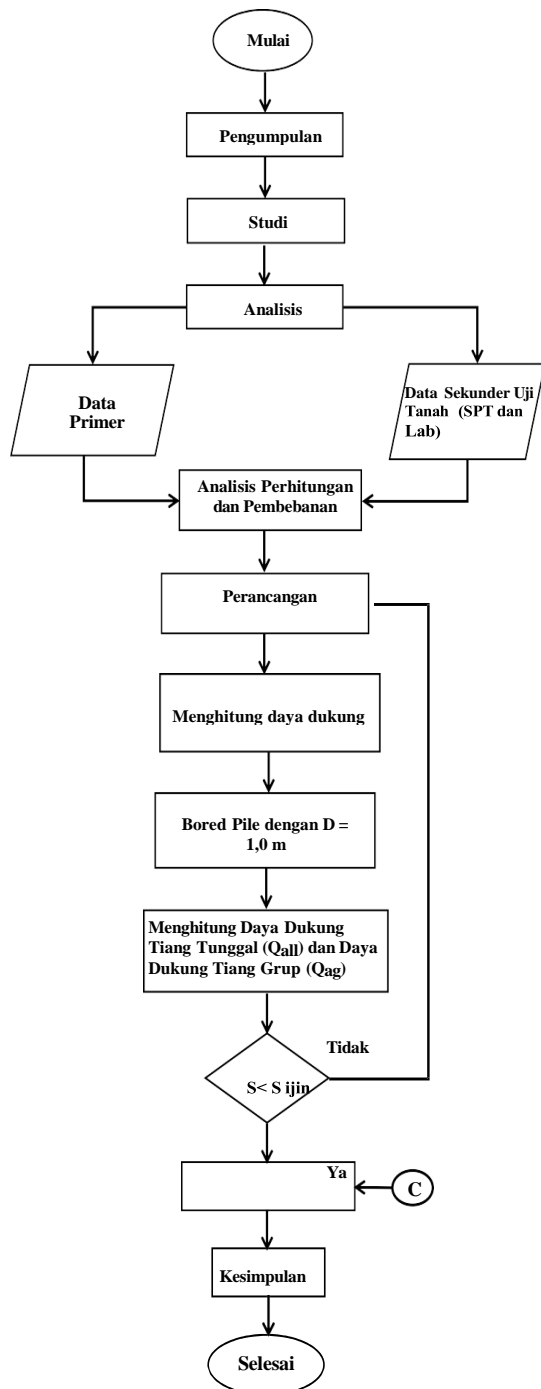 Mulai
Pengumpulan
Studi
Analisis
Data
Primer
Data Sekunder Uji
Tanah (SPT dan
Lab)
Analisis Perhitungan
dan Pembebanan
Perancangan
Menghitung daya dukung
Bored Pile dengan D =
1,0 m
Menghitung Daya Dukung
Tiang Tunggal (Qall) dan Daya
Dukung Tiang Grup (Qag)
Tidak
S< S ijin
Ya
C
Kesimpulan
Selesai